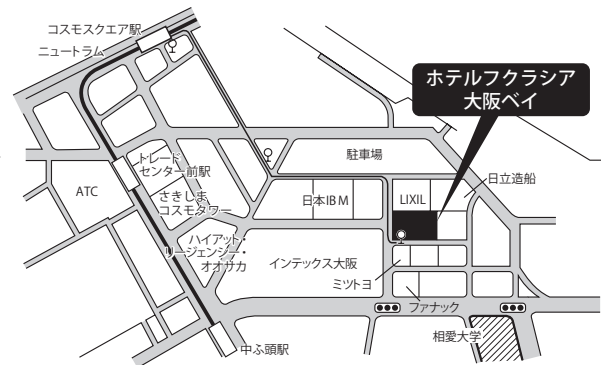 コスモスクエア駅
ニュートラム
ホテルフクラシア
大阪ベイ
駐車場
トレード
センター前駅
日立造船
ATC
さきしま
コスモタワー
日本IBM
LIXIL
ハイアット・
リージェンシー・
オオサカ
インテックス大阪
ミツトヨ
ファナック
相愛大学
中ふ頭駅